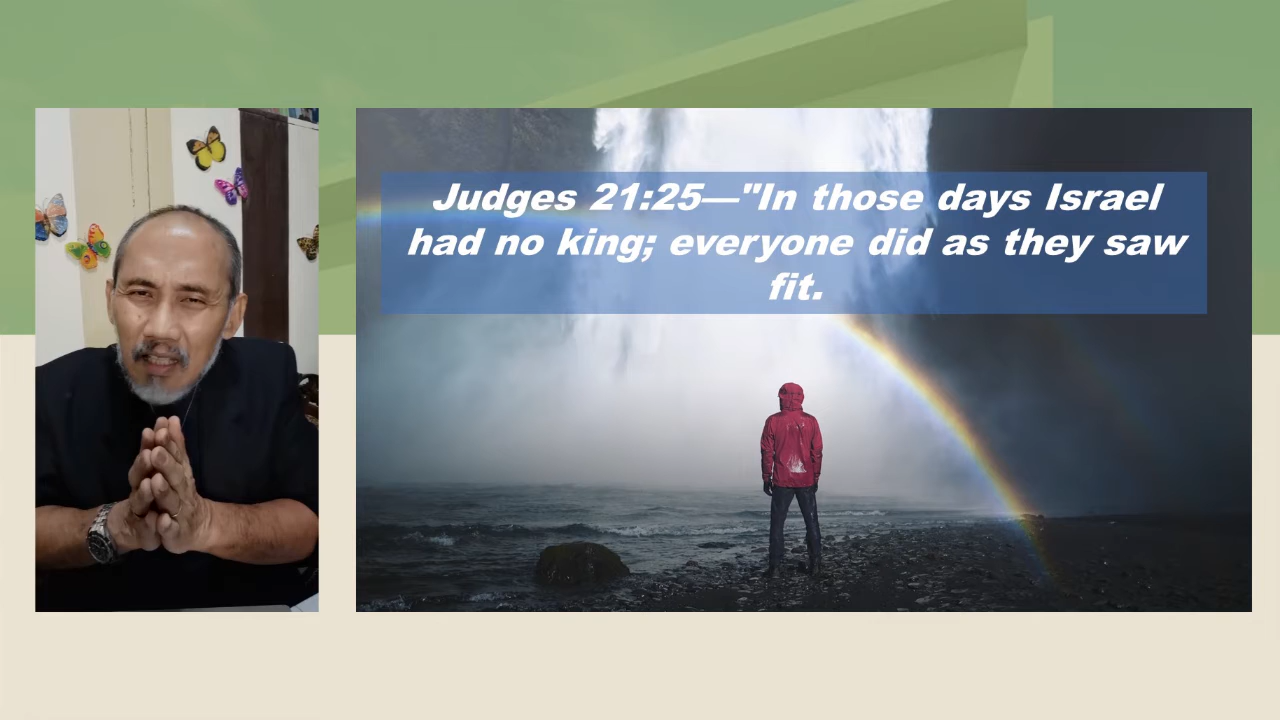 Judges 21:25—"In those days Israel
had no king; everyone did as they saw
fit.